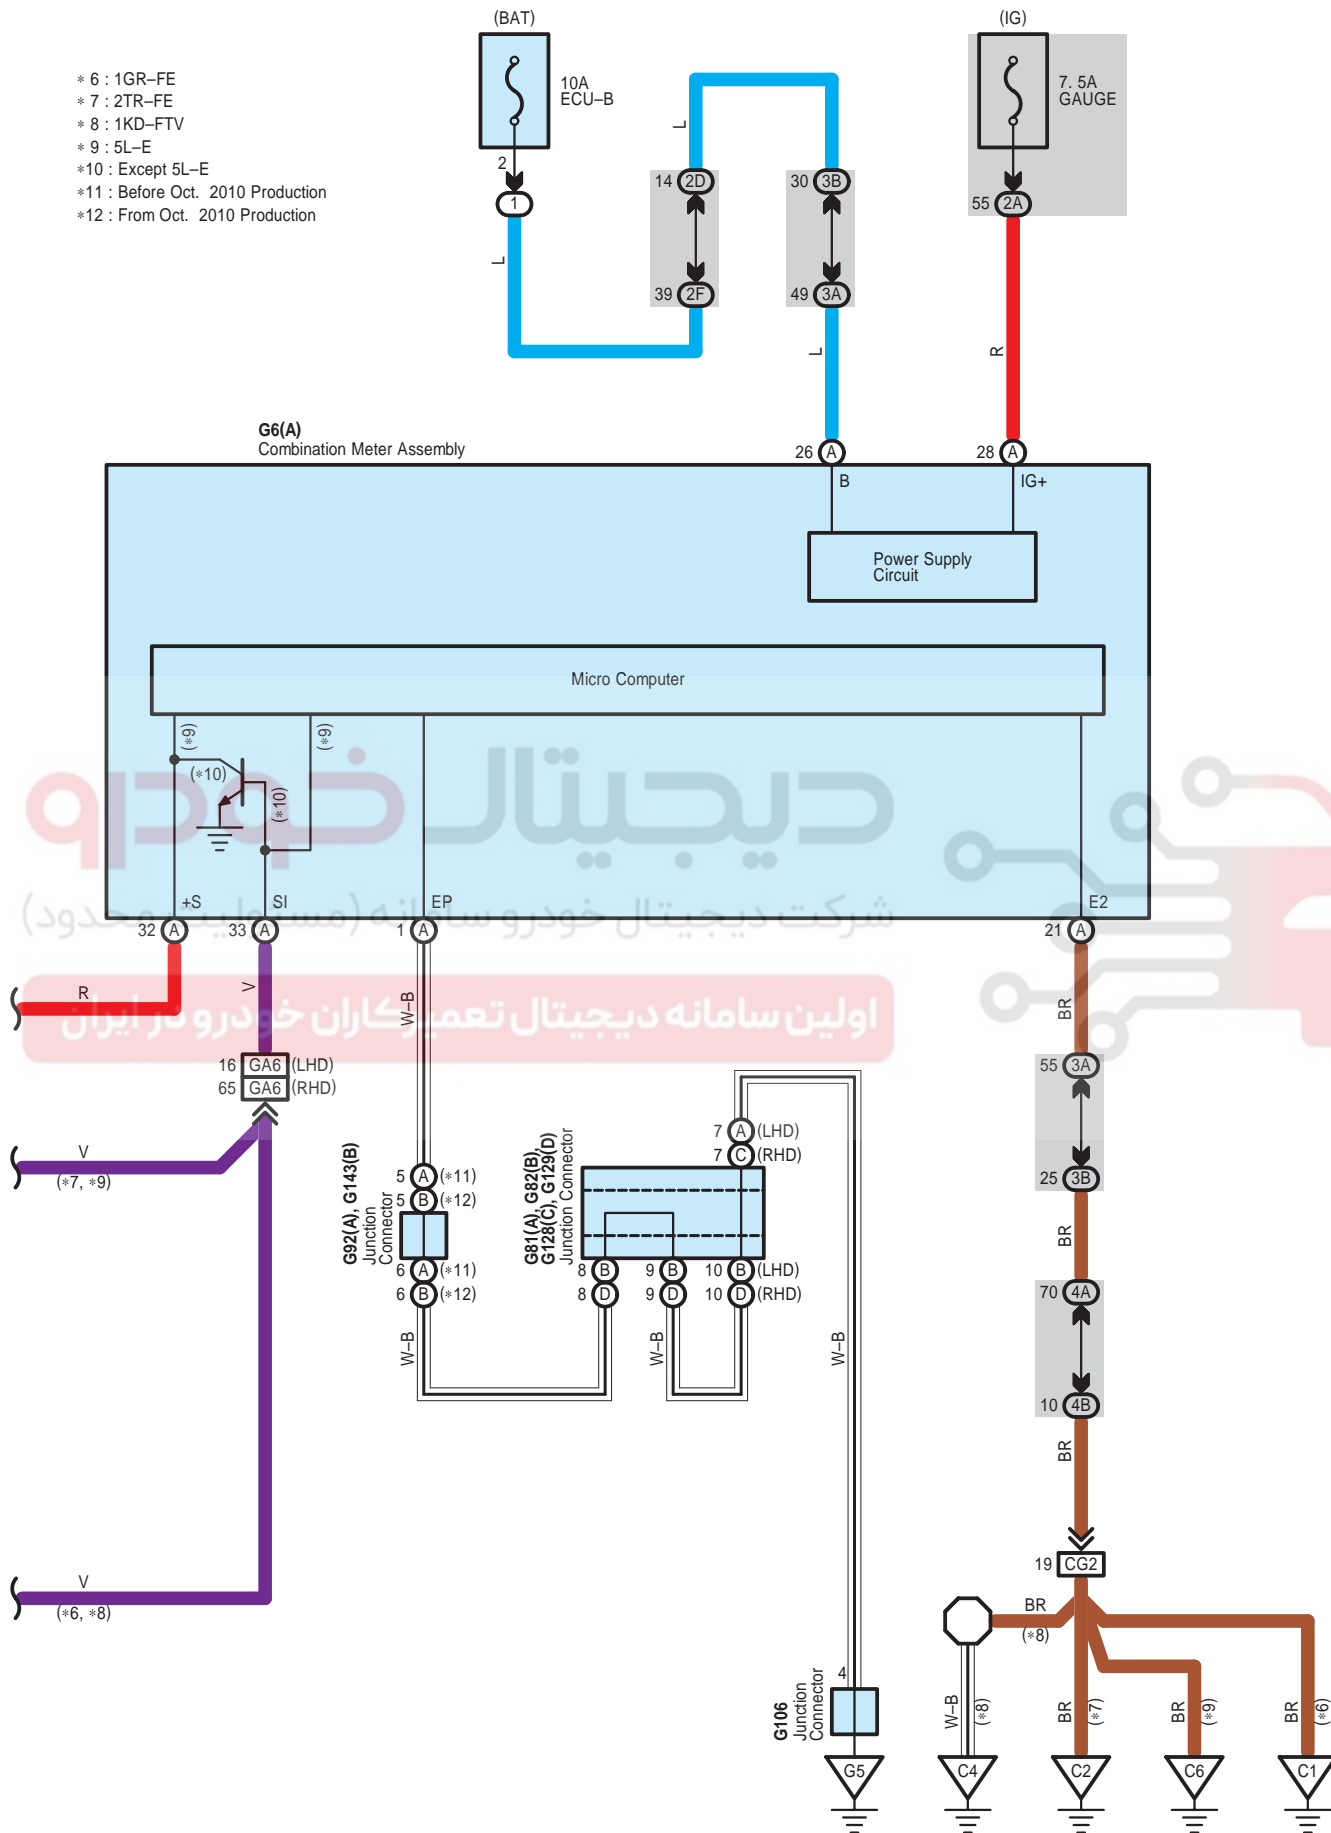 (BAT)
(IG)
∗ 6 : 1GR–FE
∗ 7 : 2TR–FE
∗ 8 : 1KD–FTV
∗ 9 : 5L–E
∗10 : Except 5L–E
∗11 : Before Oct. 2010 Production
∗12 : From Oct. 2010 Production
10A
ECU–B
7. 5A
GAUGE
2
1
L
L
14 2D
39 2F
30 3B
49 3A
L
55 2A
R
G6(A)
Combination Meter Assembly
26 A
B
28 A
IG+
Power Supply
Circuit
Micro Computer
(∗9)
(∗9)
(∗10)
(∗10)
دیجیتال خودرو
شرکت دیجیتال خودرو سامانه (مسئولیت محدود)
اولین سامانه دیجیتال تعمیرکاران خودرو در ایران
+S
SI
EP
E2
32 A
33 A
1 A
21 A
R
V
W–B
BR
16 GA6 (LHD)
65 GA6 (RHD)
V
(∗7, ∗9)
V
(∗6, ∗8)
5 A (∗11)
5 B (∗12)
G92(A), G143(B)
Junction
Connector
6 A (∗11)
6 B (∗12)
W–B
7 A (LHD)
7 C (RHD)
G81(A), G82(B),
G128(C), G129(D)
Junction Connector
8 B
9 B
10 B (LHD)
8 D
9 D
10 D (RHD)
W–B
W–B
55 3A
25 3B
BR
70 4A
10 4B
BR
19 CG2
BR
(∗8)
W–B
(∗8)
BR
(∗7)
BR
(∗9)
BR
(∗6)
4
G106
Junction
Connector
G5
C4
C2
C6
C1